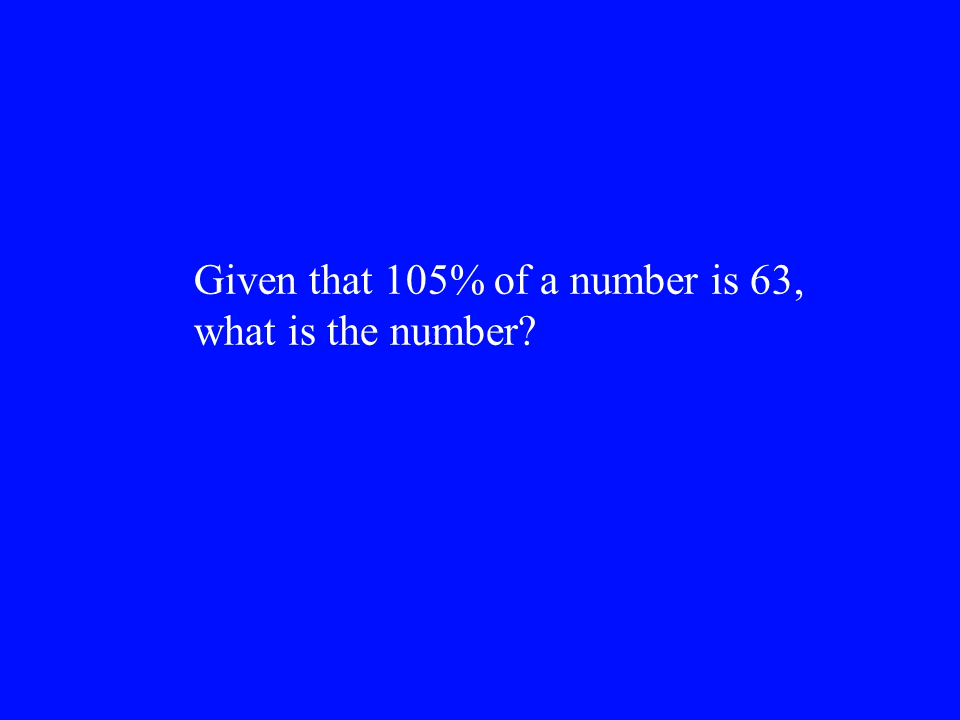 Given that 105% of a number is 63,
what is the number?